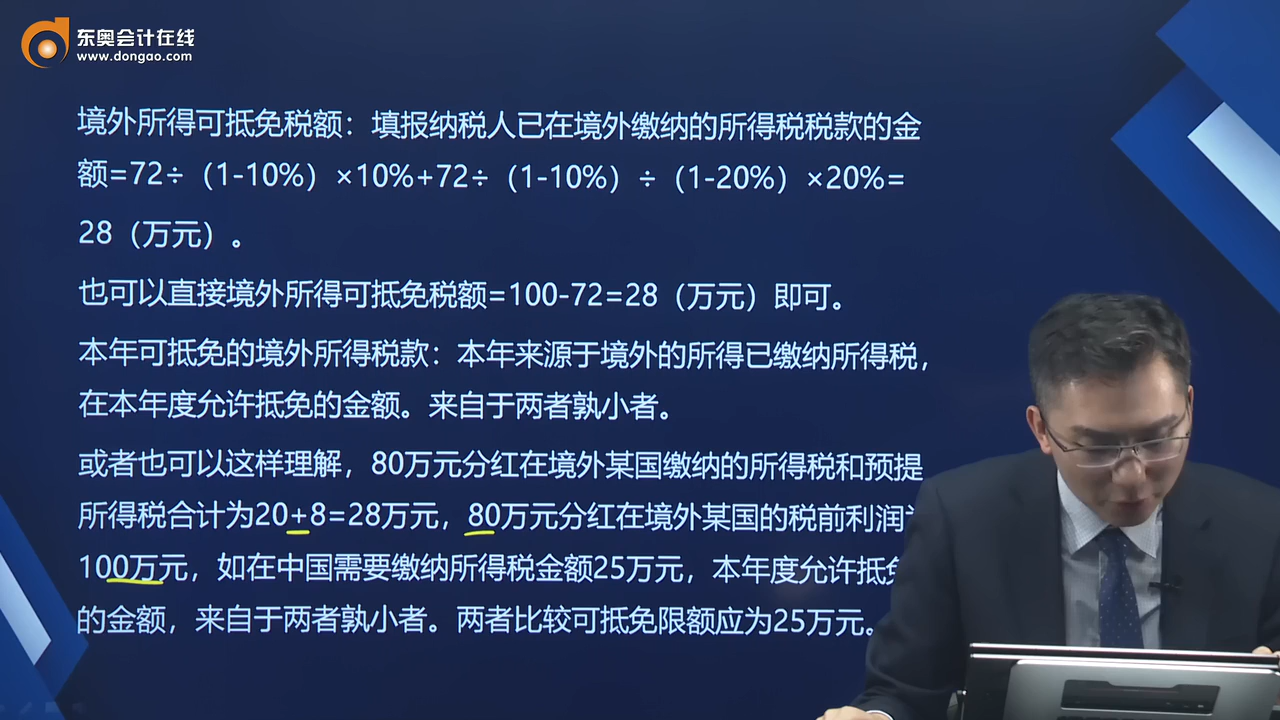 东奥会计在线
www.dongao.com
境外所得可抵免税额：填报纳税人已在境外缴纳的所得税税款的金
额=72÷（1-10%）×10%+72÷（1-10%）÷（1-20%）×20%=
28（万元）。
也可以直接境外所得可抵免税额=100-72=28（万元）即可。
本年可抵免的境外所得税款：本年来源于境外的所得已缴纳所得税，
在本年度允许抵免的金额。来自于两者孰小者。
或者也可以这样理解，80万元分红在境外某国缴纳的所得税和预提
所得税合计为20+8=28万元，80万元分红在境外某国的税前利润
100万元，如在中国需要缴纳所得税金额25万元，本年度允许抵
的金额，来自于两者孰小者。两者比较可抵免限额应为25万元。